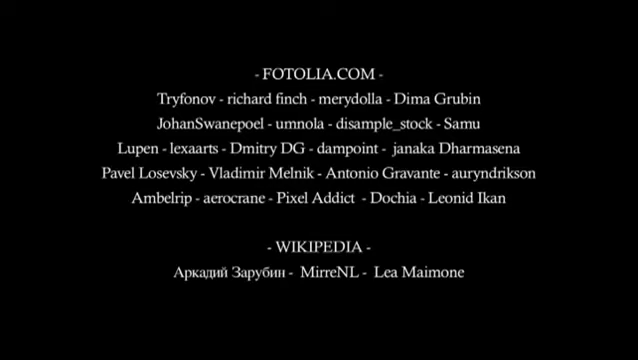 - FOTOLIA.COM -
Tryfonov - richard finch - merydolla - Dima Grubin
JohanSwanepoel - umnola - disample_stock - Samu
Lupen - lexaarts - Dmitry DG - dampoint - janaka Dharmasena
Pavel Losevsky - Vladimir Melnik - Antonio Gravante - auryndrikson
Ambelrip - aerocrane - Pixel Addict - Dochia - Leonid Ikan
- WIKIPEDIA -
Аркадий Зарубин - MirreNL - Lea Maimone